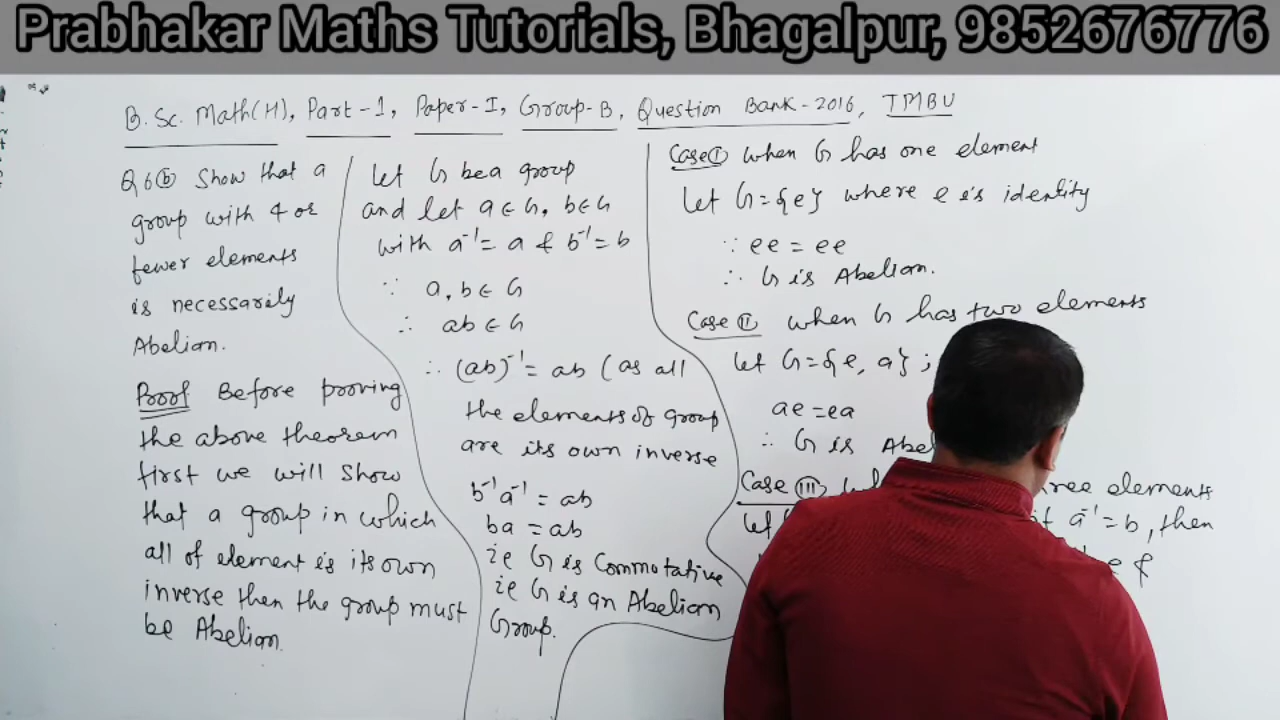 Prabhakar Maths Tutorials, Bhagalpur, 9852676776
B.Sc. Math(H), Part-1, Paper-I, Group-B, Question Bank-2016, TMBU
Q6(b) Show that a
group with 4 or
fewer elements
is necessarily
Abelian.
Proof Before proving
the above theorem
first we will show
that a group in which
all of element is its own
inverse then the group must
be Abelian.
Let G be a group
and let a ∈ G, b ∈ G
with a⁻¹ = a & b⁻¹ = b
∵ a, b ∈ G
∴ ab ∈ G
∴ (ab)⁻¹ = ab (as all
the elements of group
are its own inverse
b⁻¹a⁻¹ = ab
ba = ab
ie G is Commutative
ie G is an Abelian
Group.
Case (I) when G has one element
Let G = {e} where e is identity
∵ ee = ee
∴ G is Abelian.
Case (II) when G has two elements
Let G = {e, a};
ae = ea
∴ G is Abel
Case (III) elements
Let a⁻¹ = b, then
e &